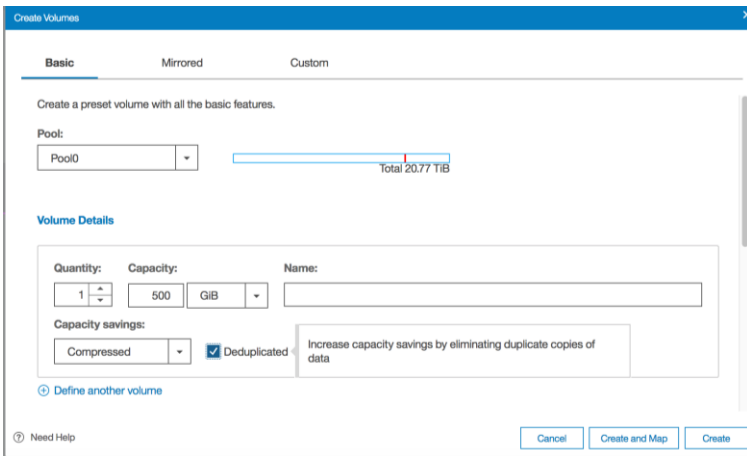 Create Volumes
Basic Mirrored Custom
Create a preset volume with all the basic features.
Pool:
Pool0
Total 20.77 TiB
Volume Details
Quantity: Capacity: Name:
1 500 GiB
Capacity savings:
Compressed Deduplicated
Increase capacity savings by eliminating duplicate copies of
data
Define another volume
Need Help Cancel Create and Map Create